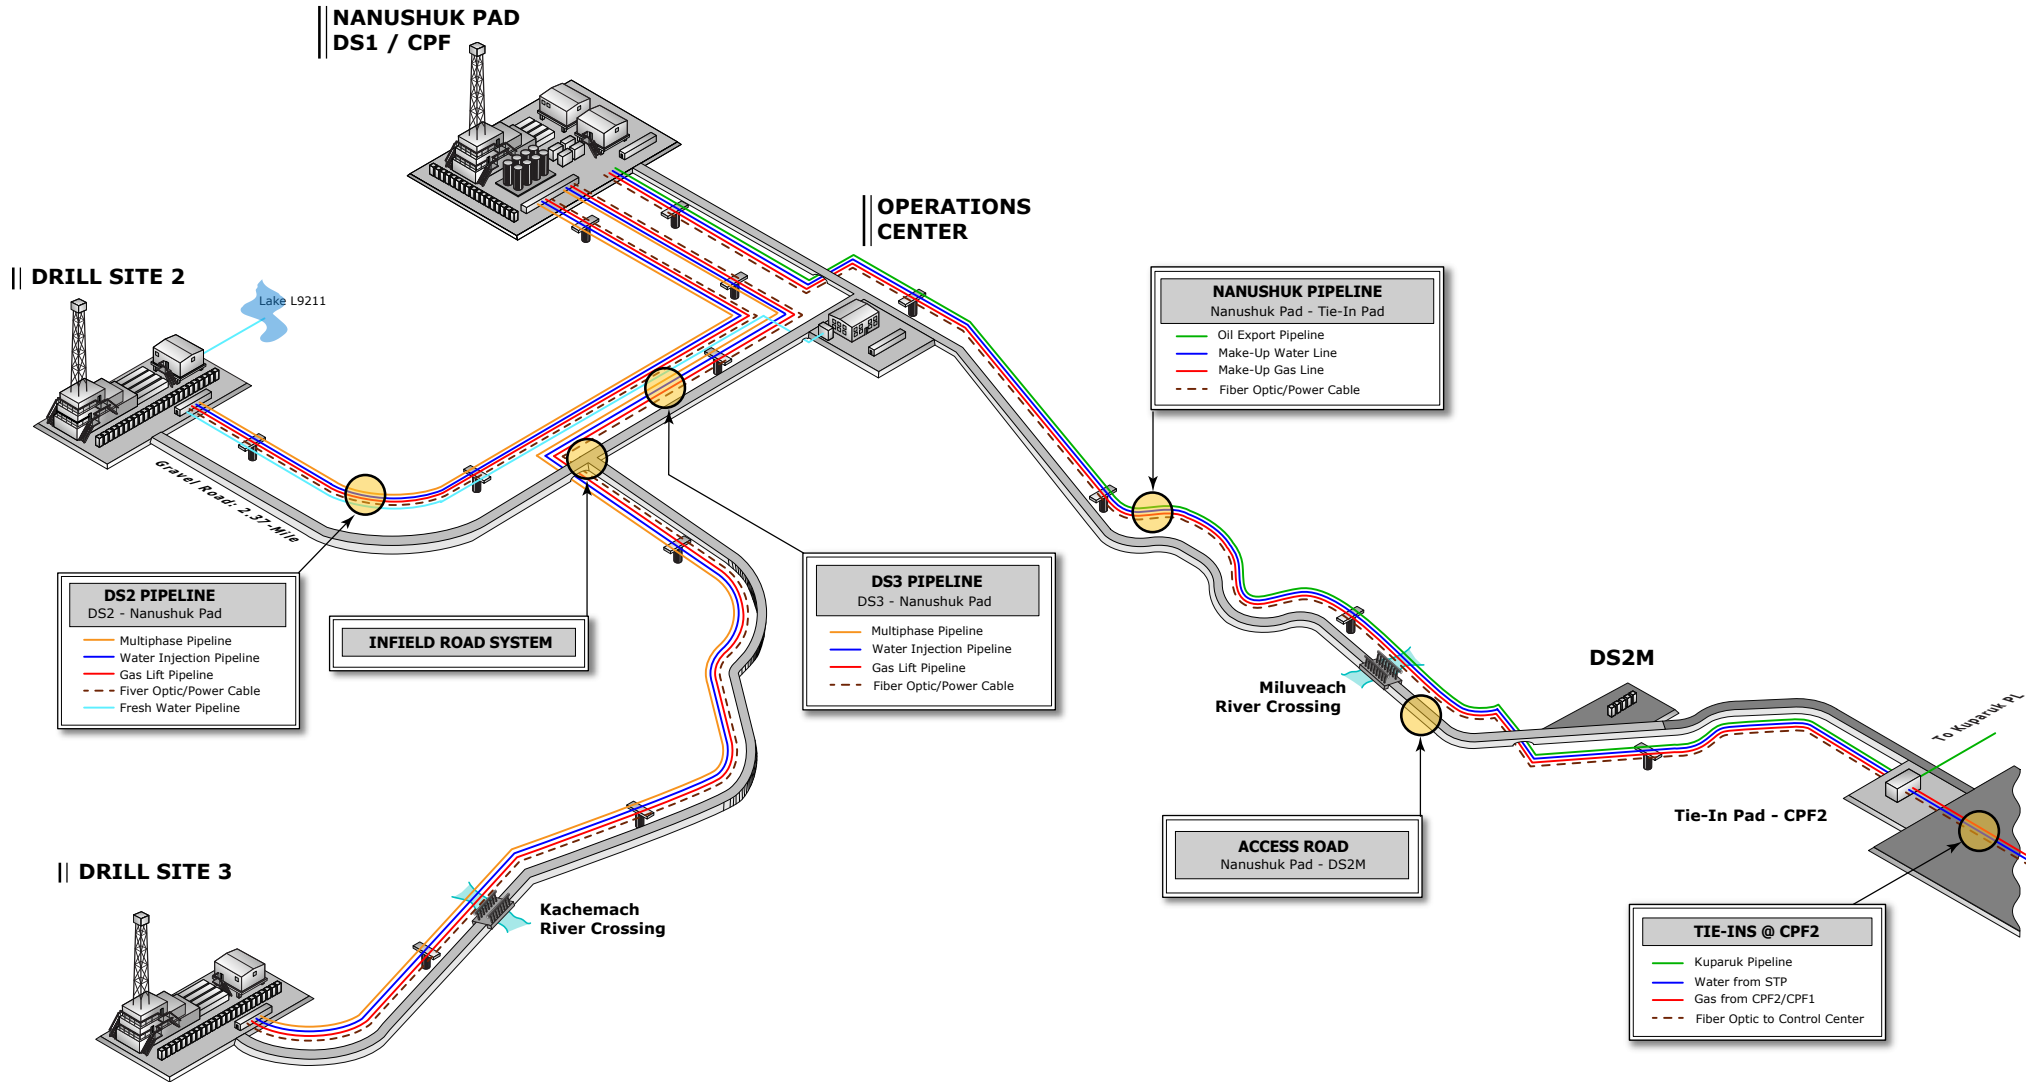 NANUSHUK PAD
DS1 / CPF
OPERATIONS
CENTER
DRILL SITE 2
Lake L9211
NANUSHUK PIPELINE
Nanushuk Pad - Tie-In Pad
Oil Export Pipeline
Make-Up Water Line
Make-Up Gas Line
Fiber Optic/Power Cable
Gravel Road: 2.37-Mile
DS2 PIPELINE
DS2 - Nanushuk Pad
Multiphase Pipeline
Water Injection Pipeline
Gas Lift Pipeline
Fiver Optic/Power Cable
Fresh Water Pipeline
INFIELD ROAD SYSTEM
DS3 PIPELINE
DS3 - Nanushuk Pad
Multiphase Pipeline
Water Injection Pipeline
Gas Lift Pipeline
Fiber Optic/Power Cable
Miluveach
River Crossing
DS2M
To Kuparuk PL
Tie-In Pad - CPF2
ACCESS ROAD
Nanushuk Pad - DS2M
DRILL SITE 3
Kachemach
River Crossing
TIE-INS @ CPF2
Kuparuk Pipeline
Water from STP
Gas from CPF2/CPF1
Fiber Optic to Control Center